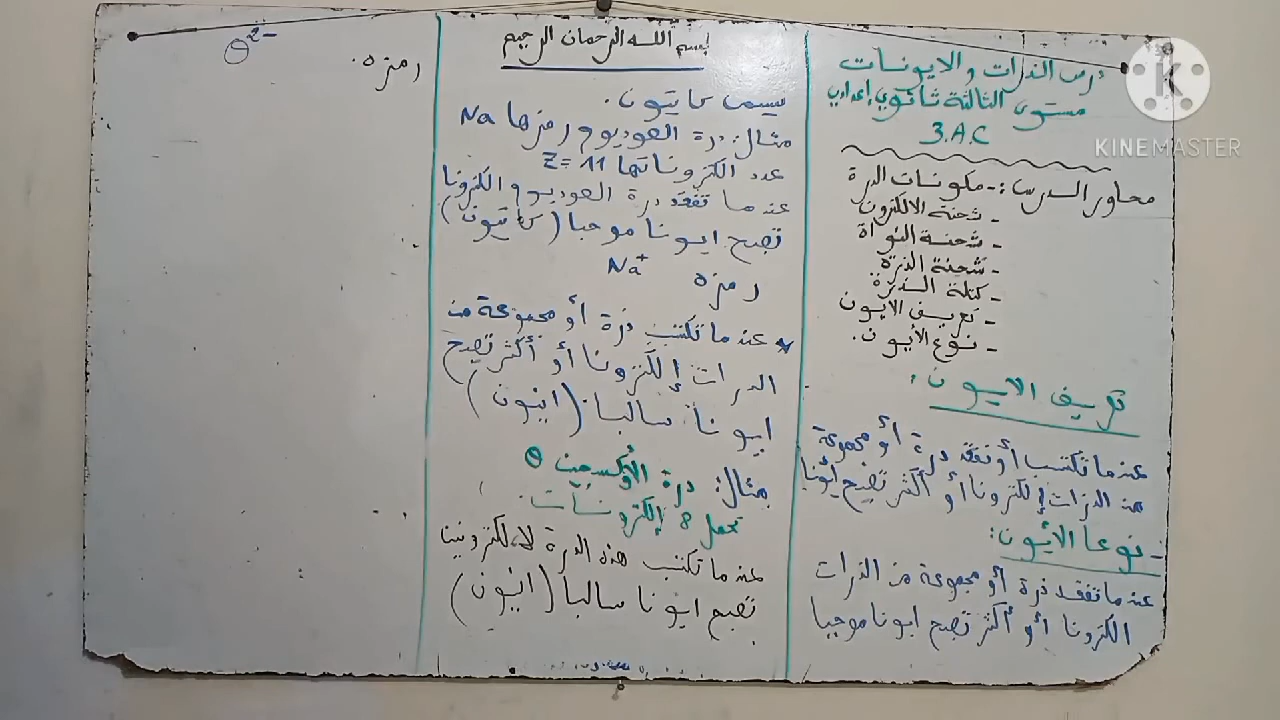 بسم الله الرحمان الرحيم
درس الذرات والايونات
مستوى الثالثة ثانوي إعدادي
3.A.C
محاور الدرس: - مكونات الذرة
- شحنة الالكترون
- شحنة النواة
- شحنة الذرة
- كتلة الذرة
- تعريف الايون
- نوع الأيون.
تعريف الايون:
عندما تكتسب أو تفقد ذرة أو مجموعة
من الذرات إلكترونا أو أكثر تصبح أيونا
- نوعا الأيون:
عندما تفقد ذرة أو مجموعة من الذرات
الكترونا أو أكثر تصبح ايونا موجبا
يسمى كاتيون.
مثال: ذرة الصوديوم رمزها Na
عدد الكتروناتها Z = 11
عندما تفقد ذرة الصوديوم الكترونا
تصبح ايونا موجبا (كاتيون)
رمزه Na+
* عندما تكتسب ذرة أو مجموعة من
الذرات إلكترونا أو أكثر تصبح
ايونا سالبا. (انيون)
مثال: ذرة الأوكسجين O
تحمل 8 إلكترونات.
عندما تكتسب هذه الذرة إلكترونين
تصبح ايونا سالبا (انيون)
رمزه. O2-
K
KINEMASTER